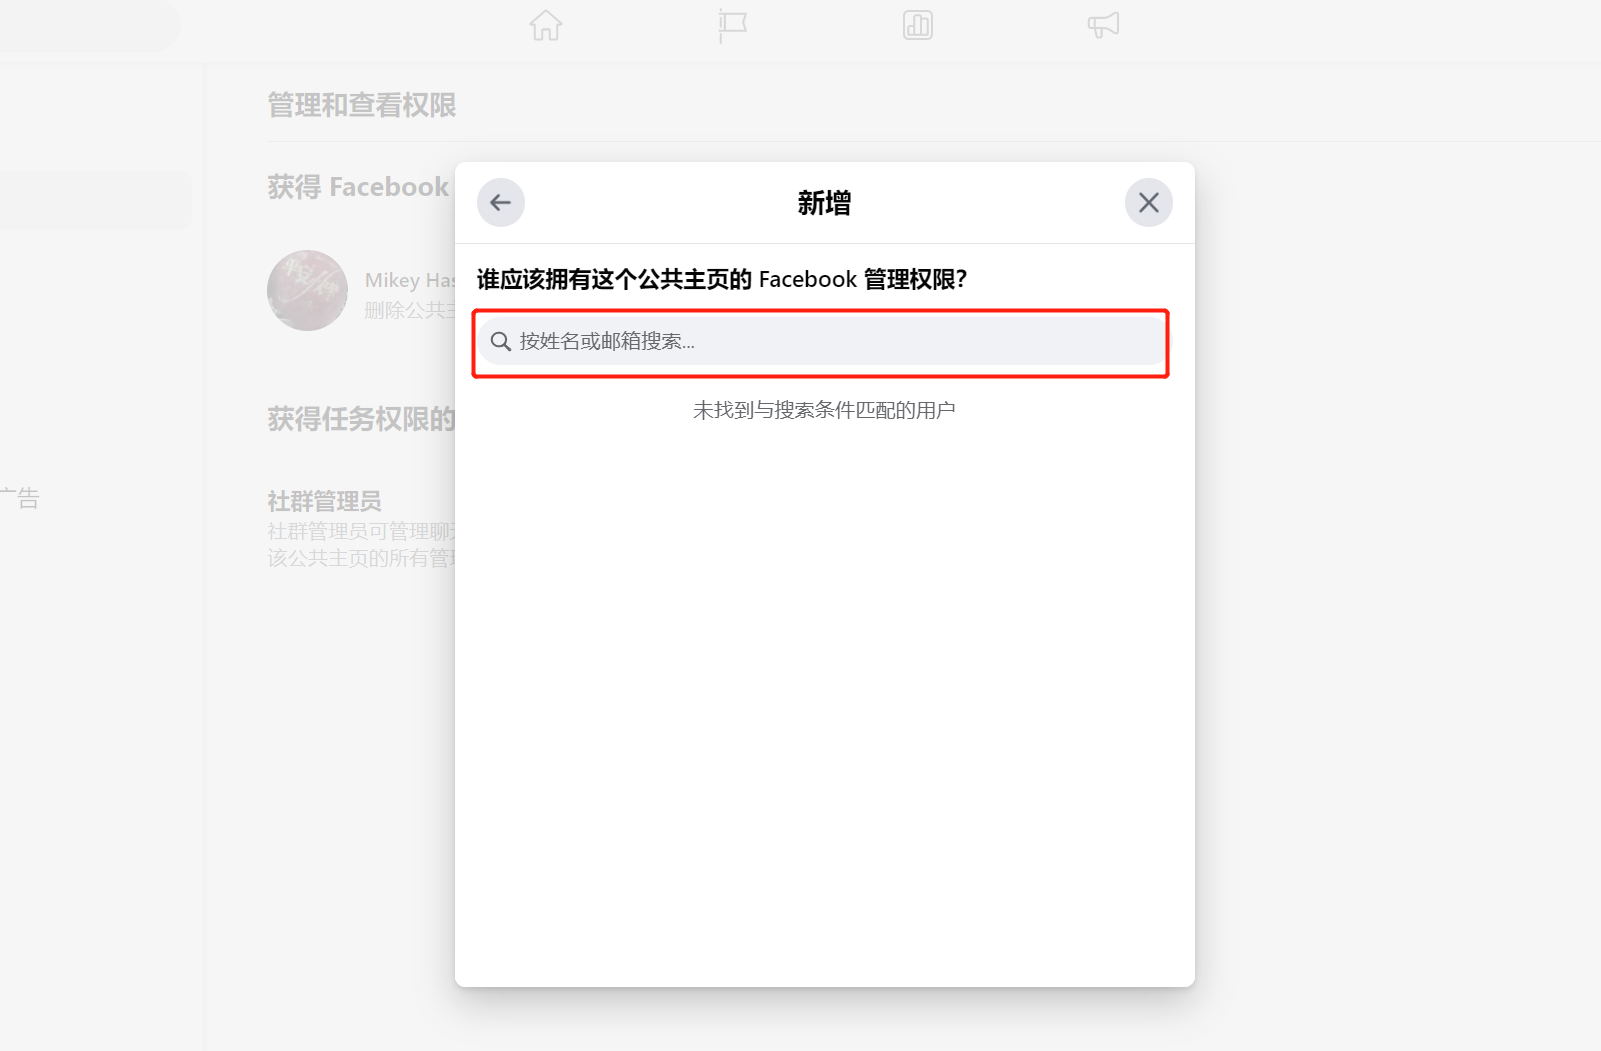 管理和查看权限
获得 Facebook
新增
谁应该拥有这个公共主页的 Facebook 管理权限？
Mikey Has
删除公共主
按姓名或邮箱搜索...
未找到与搜索条件匹配的用户
获得任务权限的
广告
社群管理员
社群管理员可管理聊天
该公共主页的所有管理